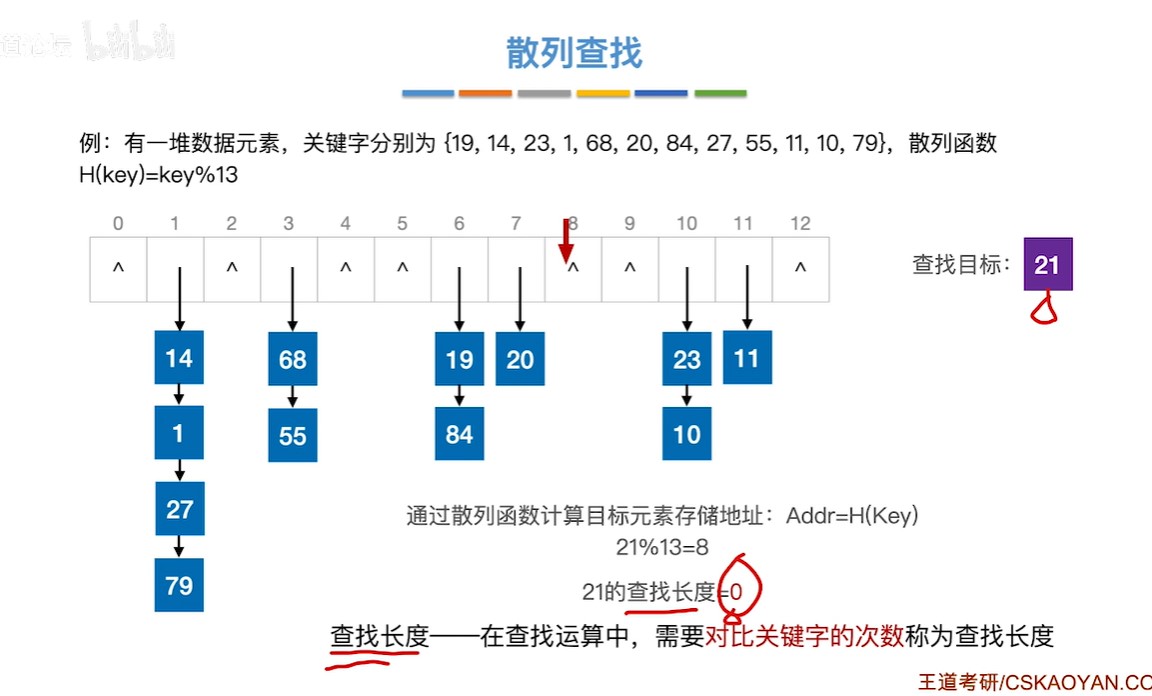 散列查找
例：有一堆数据元素，关键字分别为 {19, 14, 23, 1, 68, 20, 84, 27, 55, 11, 10, 79}，散列函数
H(key)=key%13
0 1 2 3 4 5 6 7 8 9 10 11 12
^ ^ ^ ^ ^ ^ ^
查找目标：
21
14 68 19 20 23 11
1 55 84 10
27
79
通过散列函数计算目标元素存储地址：Addr=H(Key)
21%13=8
21的查找长度=0
查找长度——在查找运算中，需要对比关键字的次数称为查找长度
王道考研/CSKAOYAN.CO